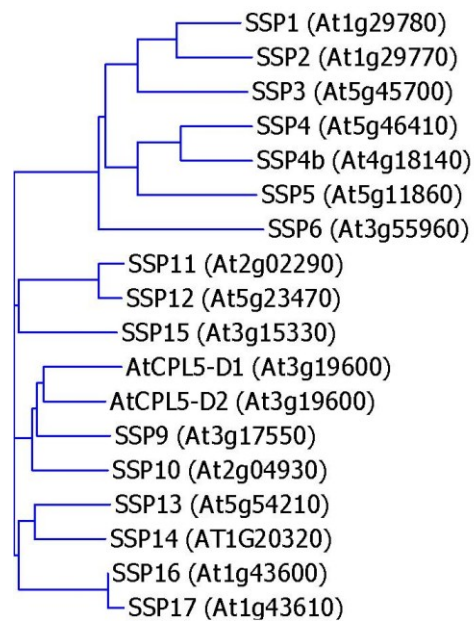 SSP1 (At1g29780)
SSP2 (At1g29770)
SSP3 (At5g45700)
SSP4 (At5g46410)
SSP4b (At4g18140)
SSP5 (At5g11860)
SSP6 (At3g55960)
SSP11 (At2g02290)
SSP12 (At5g23470)
SSP15 (At3g15330)
AtCPL5-D1 (At3g19600)
AtCPL5-D2 (At3g19600)
SSP9 (At3g17550)
SSP10 (At2g04930)
SSP13 (At5g54210)
SSP14 (AT1G20320)
SSP16 (At1g43600)
SSP17 (At1g43610)